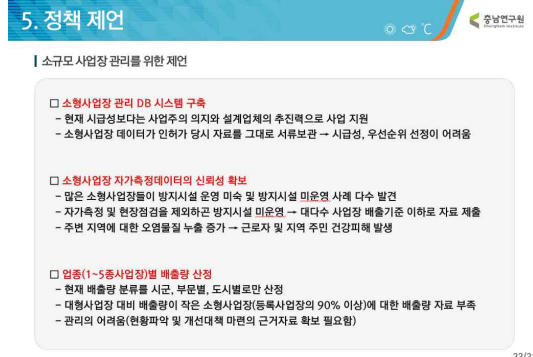 5. 정책 제언
충남연구원
소규모 사업장 관리를 위한 제언
□ 소형사업장 관리 DB 시스템 구축
- 현재 시급성보다는 사업주의 의지와 설계업체의 추진력으로 사업 지원
- 소형사업장 데이터가 인허가 당시 자료를 그대로 서류보관 → 시급성, 우선순위 선정이 어려움
□ 소형사업장 자가측정데이터의 신뢰성 확보
- 많은 소형사업장들이 방지시설 운영 미숙 및 방지시설 미운영 사례 다수 발견
- 자가측정 및 현장점검을 제외하곤 방지시설 미운영 → 대다수 사업장 배출기준 이하로 자료 제출
- 주변 지역에 대한 오염물질 누출 증가 → 근로자 및 지역 주민 건강피해 발생
□ 업종(1~5종사업장)별 배출량 산정
- 현재 배출량 분류를 시군, 부문별, 도시별로만 산정
- 대형사업장 대비 배출량이 작은 소형사업장(등록사업장의 90% 이상)에 대한 배출량 자료 부족
- 관리의 어려움(현황파악 및 개선대책 마련의 근거자료 확보 필요함)